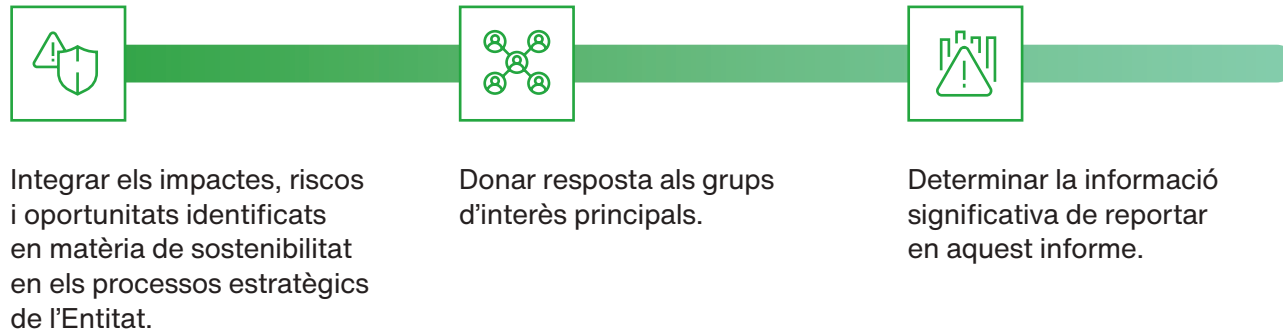 Integrar els impactes, riscos
i oportunitats identificats
en matèria de sostenibilitat
en els processos estratègics
de l’Entitat.
Donar resposta als grups
d’interès principals.
Determinar la informació
significativa de reportar
en aquest informe.